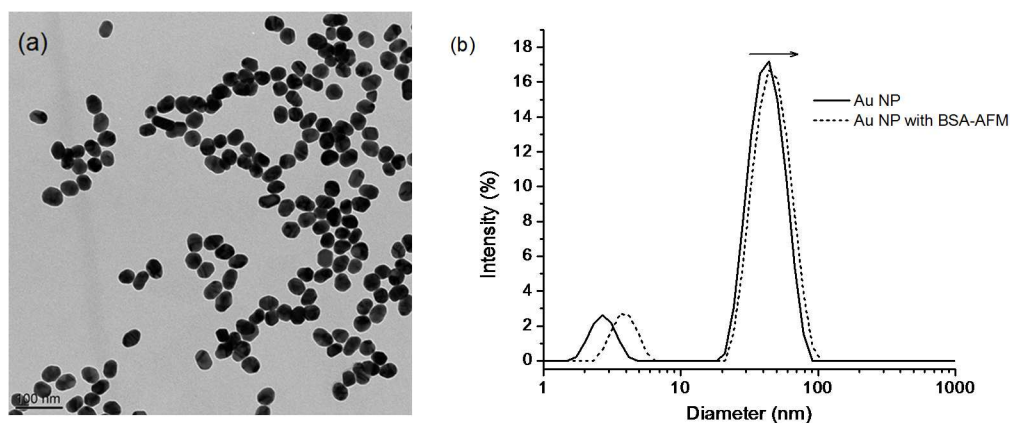 (a)
100 nm
(b)
18
16
14
12
10
8
6
4
2
0
Intensity (%)
Au NP
Au NP with BSA-AFM
1
10
100
1000
Diameter (nm)